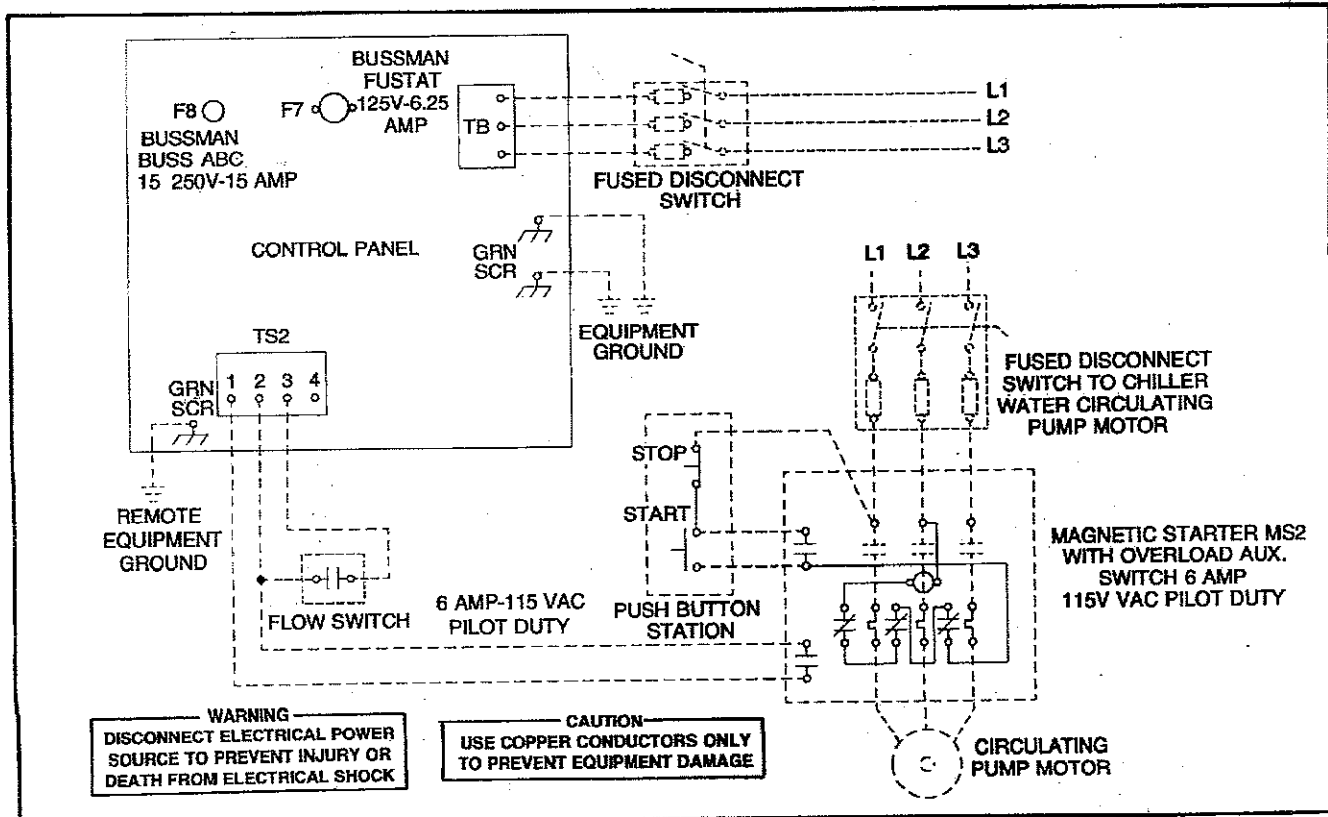 F8
BUSSMAN
BUSS ABC
15 250V-15 AMP
F7
BUSSMAN
FUSTAT
125V-6.25
AMP
TB
L1
L2
L3
FUSED DISCONNECT
SWITCH
CONTROL PANEL
GRN
SCR
EQUIPMENT
GROUND
TS2
1 2 3 4
GRN
SCR
REMOTE
EQUIPMENT
GROUND
FLOW SWITCH
6 AMP-115 VAC
PILOT DUTY
STOP
START
PUSH BUTTON
STATION
L1 L2 L3
FUSED DISCONNECT
SWITCH TO CHILLER
WATER CIRCULATING
PUMP MOTOR
MAGNETIC STARTER MS2
WITH OVERLOAD AUX.
SWITCH 6 AMP
115V VAC PILOT DUTY
CIRCULATING
PUMP MOTOR
WARNING
DISCONNECT ELECTRICAL POWER
SOURCE TO PREVENT INJURY OR
DEATH FROM ELECTRICAL SHOCK
CAUTION
USE COPPER CONDUCTORS ONLY
TO PREVENT EQUIPMENT DAMAGE